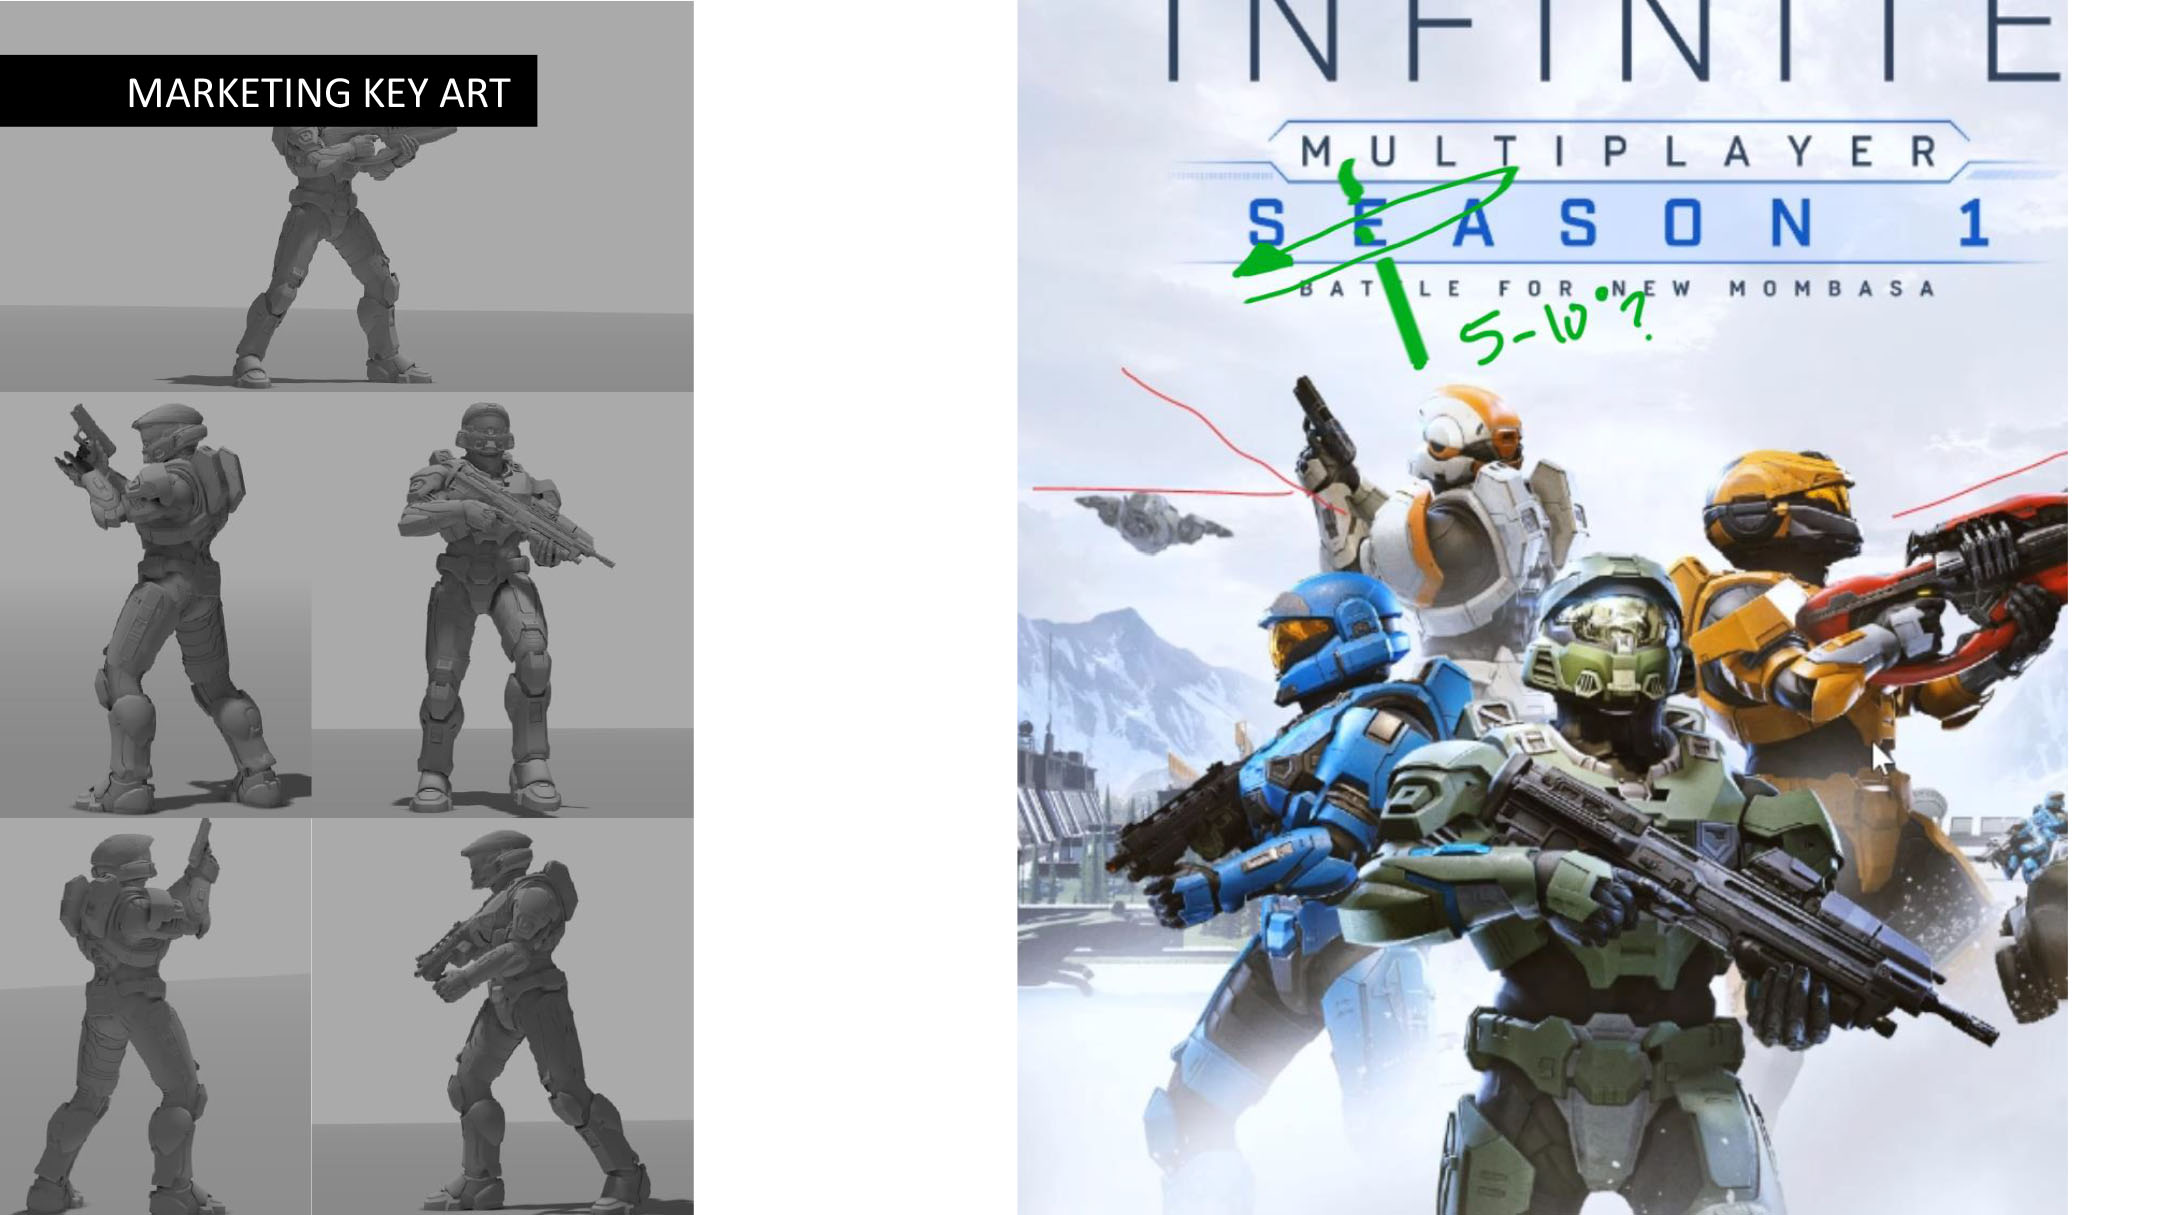 MARKETING KEY ART
INFINITE
MULTIPLAYER
SEASON 1
BATTLE FOR NEW MOMBASA
5-10°?